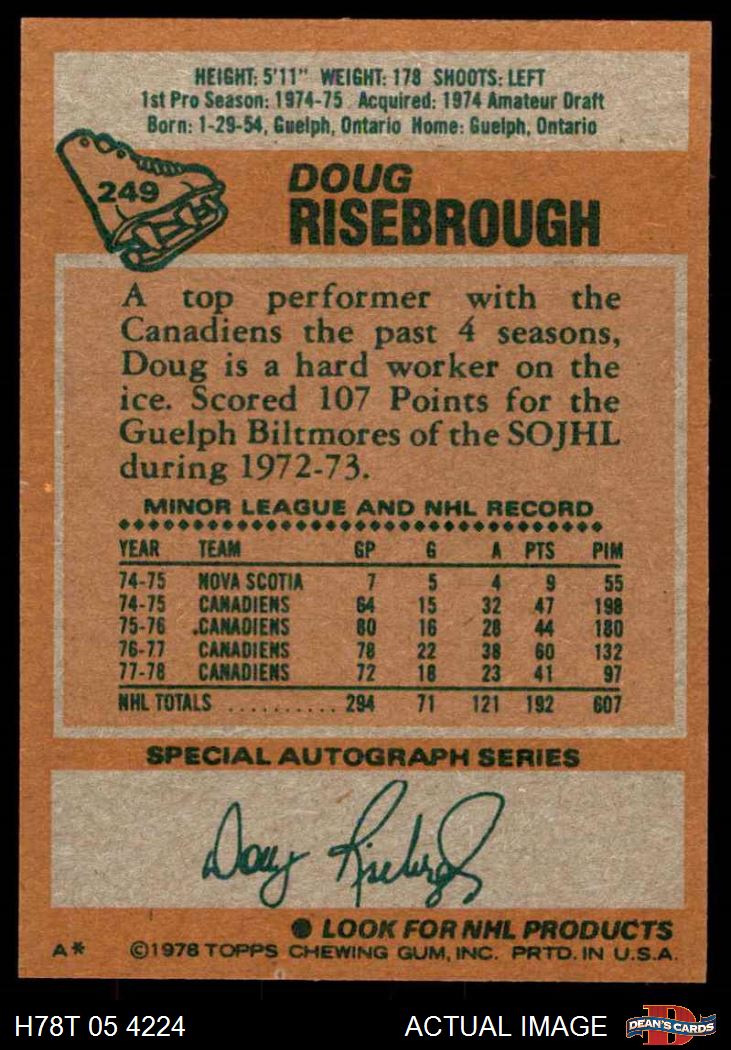 HEIGHT: 5'11" WEIGHT: 178 SHOOTS: LEFT
1st Pro Season: 1974-75 Acquired: 1974 Amateur Draft
Born: 1-29-54, Guelph, Ontario Home: Guelph, Ontario
249
DOUG
RISEBROUGH
A top performer with the
Canadiens the past 4 seasons,
Doug is a hard worker on the
ice. Scored 107 Points for the
Guelph Biltmores of the SOJHL
during 1972-73.
MINOR LEAGUE AND NHL RECORD
YEAR TEAM GP G A PTS PIM
74-75 NOVA SCOTIA 7 5 4 9 55
74-75 CANADIENS 64 15 32 47 198
75-76 CANADIENS 80 16 28 44 180
76-77 CANADIENS 78 22 38 60 132
77-78 CANADIENS 72 18 23 41 97
NHL TOTALS .......... 294 71 121 192 607
SPECIAL AUTOGRAPH SERIES
Doug Risebrough
● LOOK FOR NHL PRODUCTS
A* ©1978 TOPPS CHEWING GUM, INC. PRTD. IN U.S.A.
H78T 05 4224 ACTUAL IMAGE DEAN'S CARDS